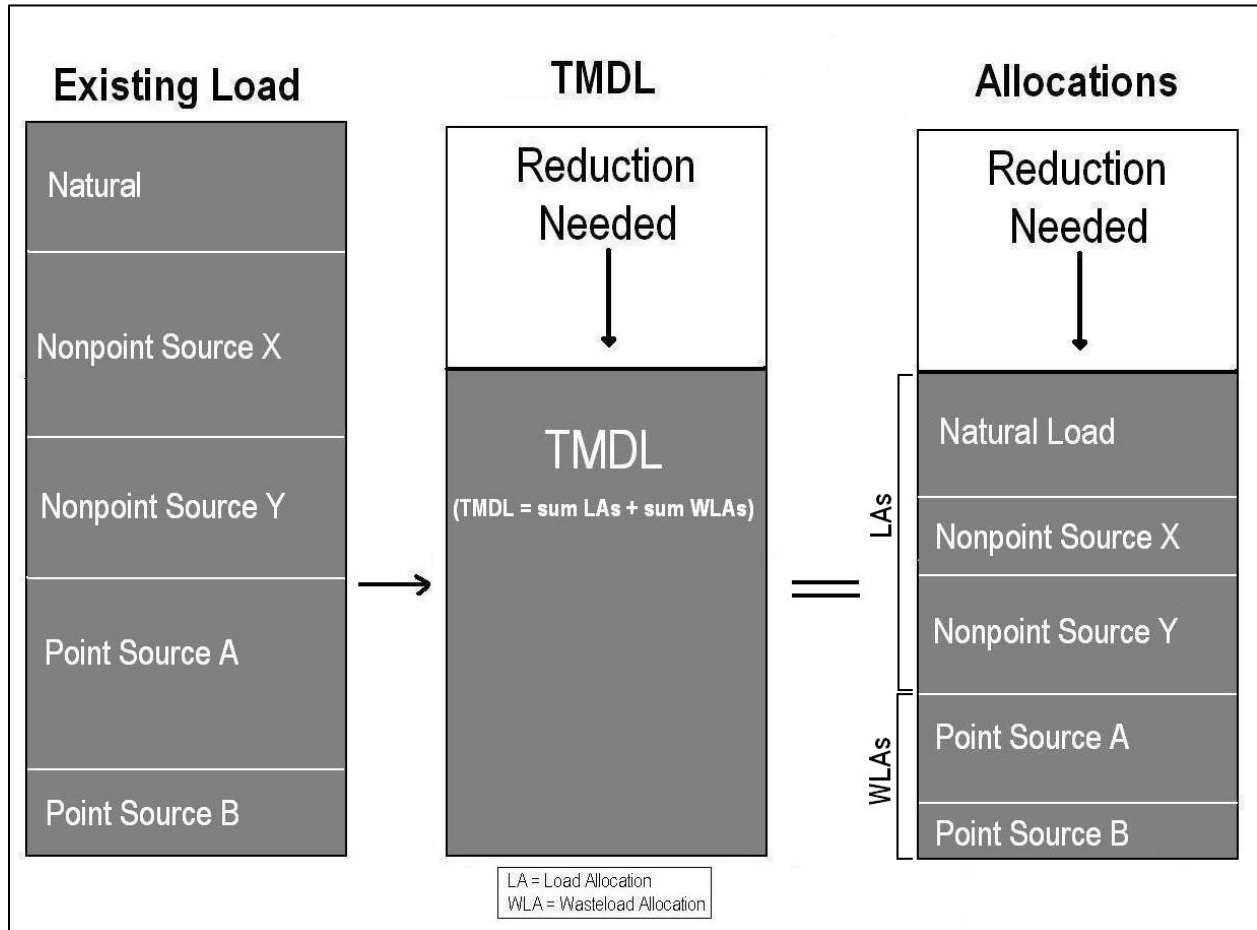 Existing Load
Natural
Nonpoint Source X
Nonpoint Source Y
Point Source A
Point Source B
TMDL
Reduction
Needed
TMDL
(TMDL = sum LAs + sum WLAs)
Allocations
Reduction
Needed
LAs
Natural Load
Nonpoint Source X
Nonpoint Source Y
WLAs
Point Source A
Point Source B
LA = Load Allocation
WLA = Wasteload Allocation